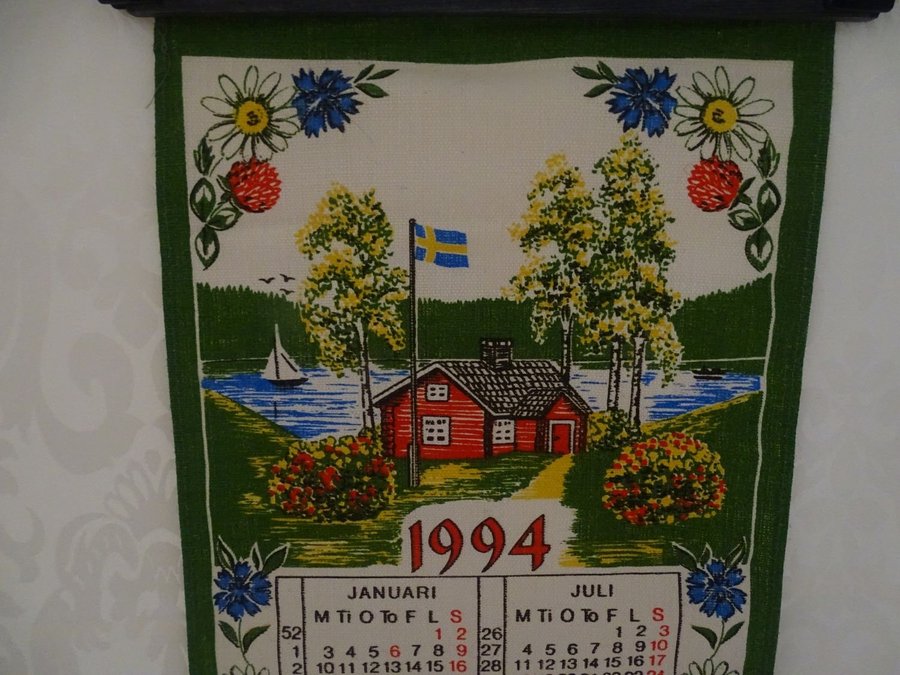 1994
JANUARI
M Ti O To F L S
52 1 2
1 3 4 5 6 7 8 9
2 10 11 12 13 14 15 16
JULI
M Ti O To F L S
26 1 2 3
27 4 5 6 7 8 9 10
28 11 12 13 14 15 16 17